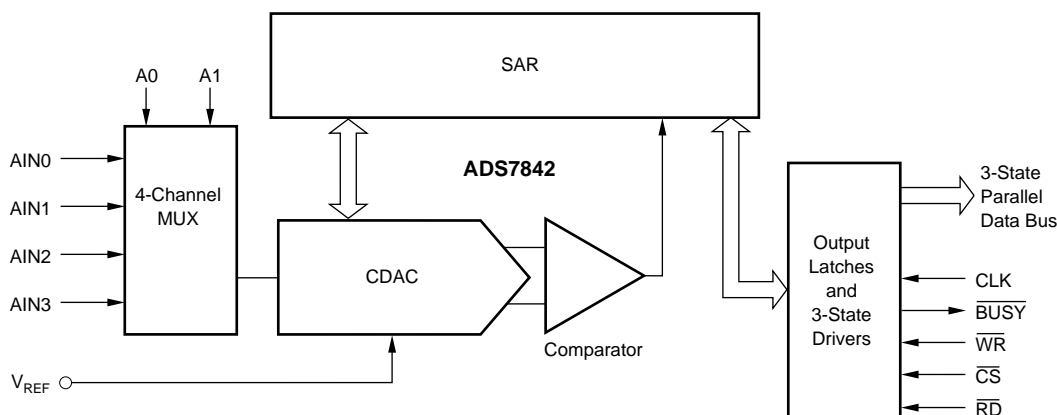 SAR
A0
A1
ADS7842
AIN0
AIN1
AIN2
AIN3
4-Channel
MUX
CDAC
Comparator
VREF
Output
Latches
and
3-State
Drivers
3-State
Parallel
Data Bus
CLK
BUSY
WR
CS
RD